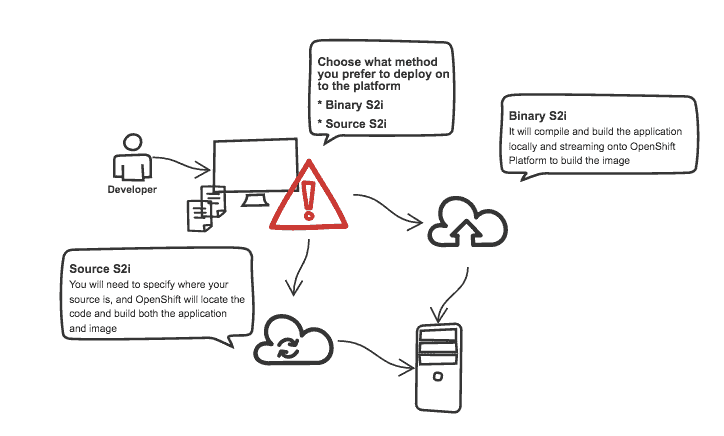 Choose what method
you prefer to deploy on
to the platform
* Binary S2i
* Source S2i
Binary S2i
It will compile and build the application
locally and streaming onto OpenShift
Platform to build the image
Developer
Source S2i
You will need to specify where your
source is, and OpenShift will locate the
code and build both the application
and image